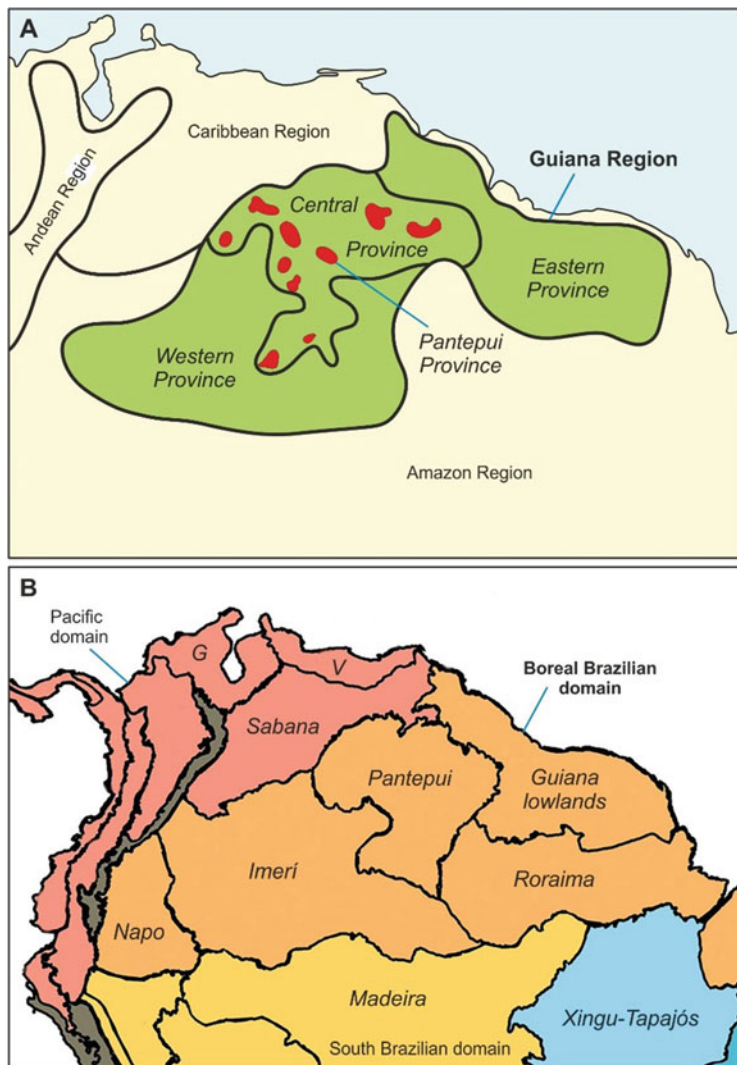 A
Caribbean Region
Andean Region
Guiana Region
Central
Province
Eastern
Province
Western
Province
Pantepui
Province
Amazon Region
B
Pacific
domain
G
V
Boreal Brazilian
domain
Sabana
Pantepui
Guiana
lowlands
Imerí
Roraima
Napo
Madeira
Xingu-Tapajós
South Brazilian domain